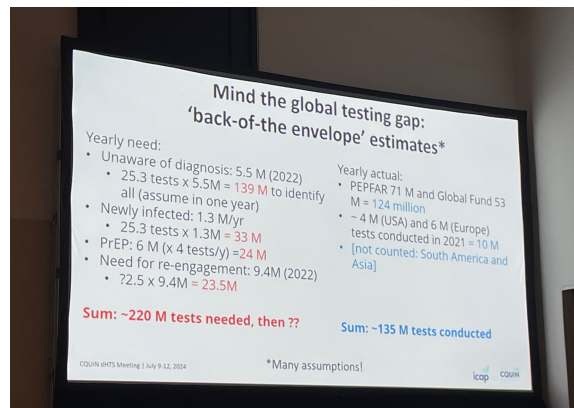 Mind the global testing gap:
‘back-of-the envelope’ estimates*
Yearly need:
• Unaware of diagnosis: 5.5 M (2022)
• 25.3 tests x 5.5M = 139 M to identify
all (assume in one year)
• Newly infected: 1.3 M/yr
• 25.3 tests x 1.3M = 33 M
• PrEP: 6 M (x 4 tests/y) =24 M
• Need for re-engagement: 9.4M (2022)
• ?2.5 x 9.4M = 23.5M
Sum: ~220 M tests needed, then ??
Yearly actual:
• PEPFAR 71 M and Global Fund 53
M = 124 million
• ~ 4 M (USA) and 6 M (Europe)
tests conducted in 2021 = 10 M
• [not counted: South America and
Asia]
Sum: ~135 M tests conducted
*Many assumptions!
CQUIN dHTS Meeting | July 9-12, 2024
icap
CQUIN